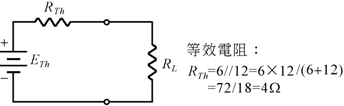 R_Th
+
E_Th
−
R_L
等效電阻：
R_Th=6//12=6×12/(6+12)
=72/18=4Ω